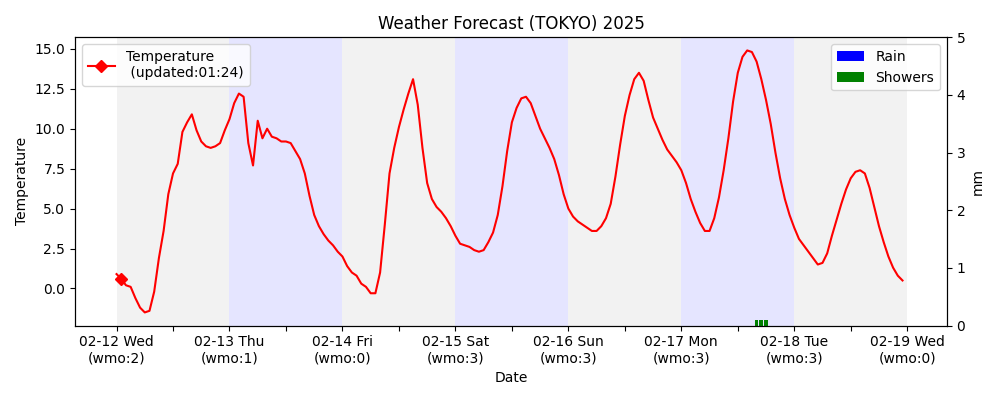 Weather Forecast (TOKYO) 2025
Temperature
(updated:01:24)
Rain
Showers
15.0
12.5
10.0
7.5
5.0
2.5
0.0
Temperature
5
4
3
2
1
0
mm
02-12 Wed
(wmo:2)
02-13 Thu
(wmo:1)
02-14 Fri
(wmo:0)
02-15 Sat
(wmo:3)
02-16 Sun
(wmo:3)
02-17 Mon
(wmo:3)
02-18 Tue
(wmo:3)
02-19 Wed
(wmo:0)
Date